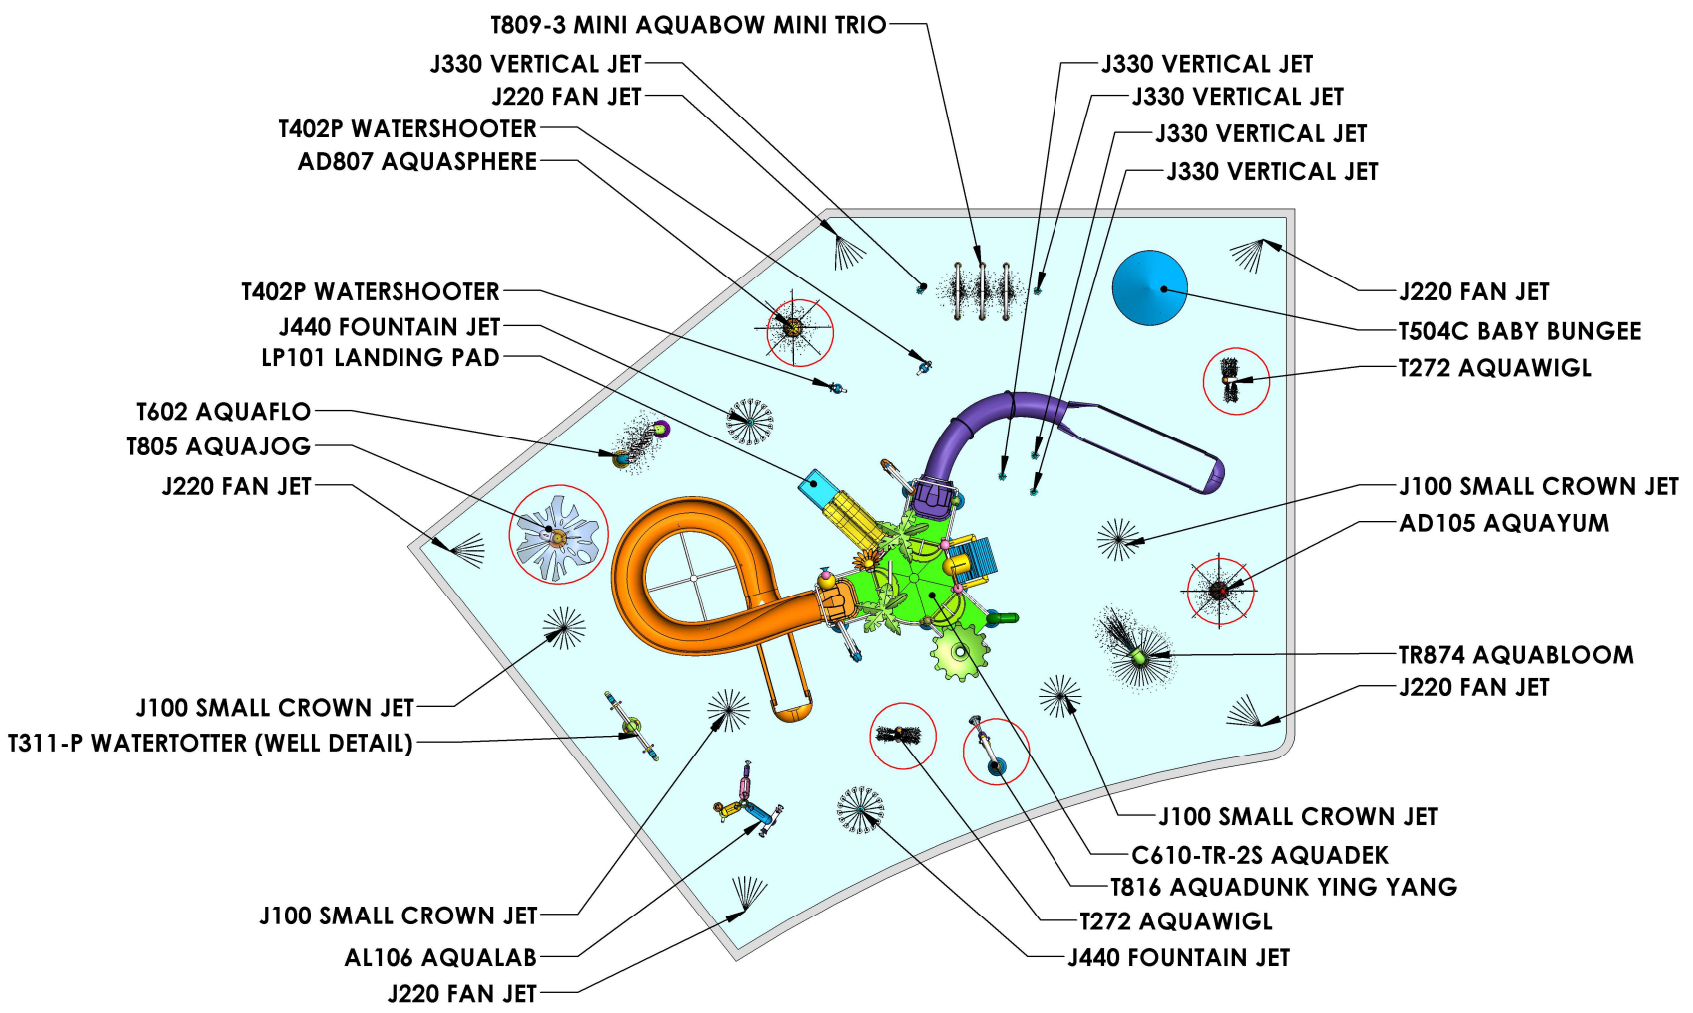 T809-3 MINI AQUABOW MINI TRIO
J330 VERTICAL JET
J220 FAN JET
T402P WATERSHOOTER
AD807 AQUASPHERE
J330 VERTICAL JET
J330 VERTICAL JET
J330 VERTICAL JET
J330 VERTICAL JET
T402P WATERSHOOTER
J440 FOUNTAIN JET
LP101 LANDING PAD
T602 AQUAFLO
T805 AQUAJOG
J220 FAN JET
J220 FAN JET
T504C BABY BUNGEE
T272 AQUAWIGL
J100 SMALL CROWN JET
AD105 AQUAYUM
TR874 AQUABLOOM
J220 FAN JET
J100 SMALL CROWN JET
T311-P WATERTOTTER (WELL DETAIL)
J100 SMALL CROWN JET
AL106 AQUALAB
J220 FAN JET
J100 SMALL CROWN JET
C610-TR-2S AQUADEK
T816 AQUADUNK YING YANG
T272 AQUAWIGL
J440 FOUNTAIN JET